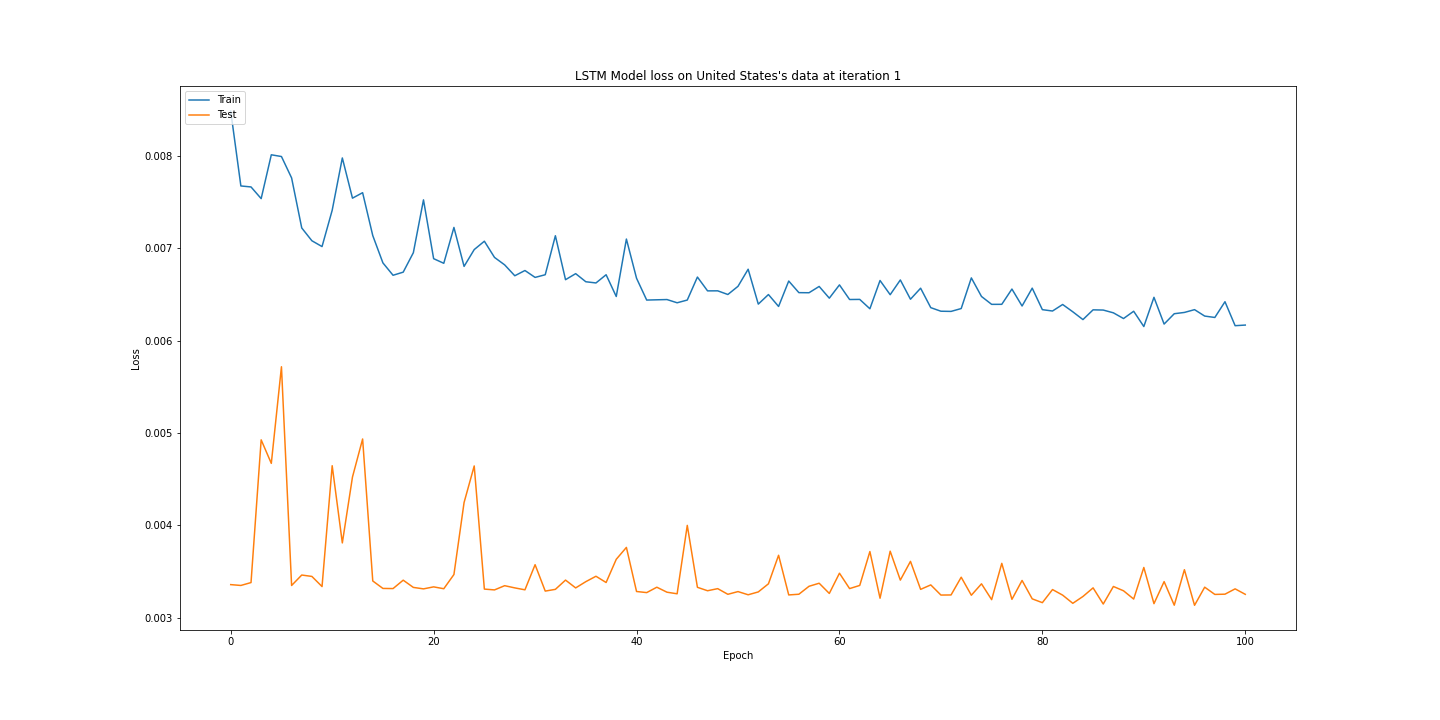 LSTM Model loss on United States's data at iteration 1
Train
Test
0.008
0.007
0.006
0.005
0.004
0.003
Loss
0 20 40 60 80 100
Epoch